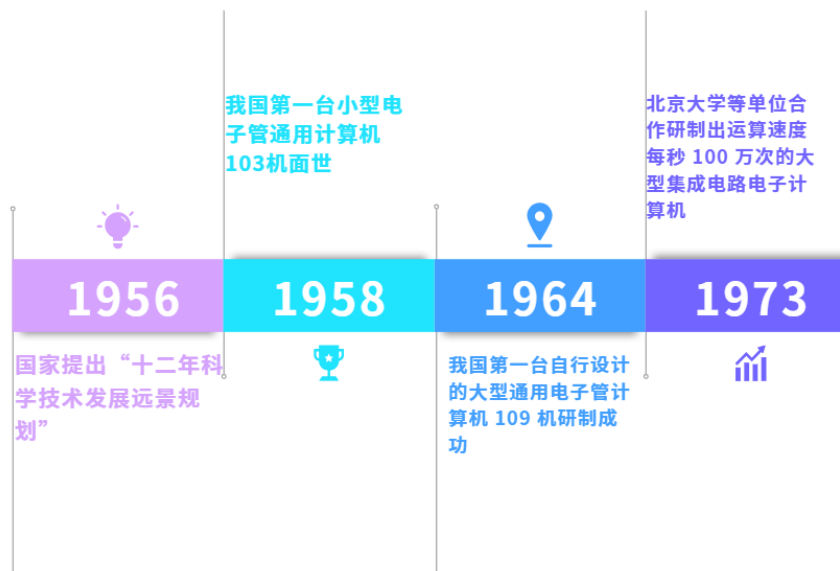 1956
国家提出“十二年科
学技术发展远景规
划”
我国第一台小型电
子管通用计算机
103机面世
1958
1964
我国第一台自行设计
的大型通用电子管计
算机 109 机研制成
功
北京大学等单位合
作研制出运算速度
每秒 100 万次的大
型集成电路电子计
算机
1973